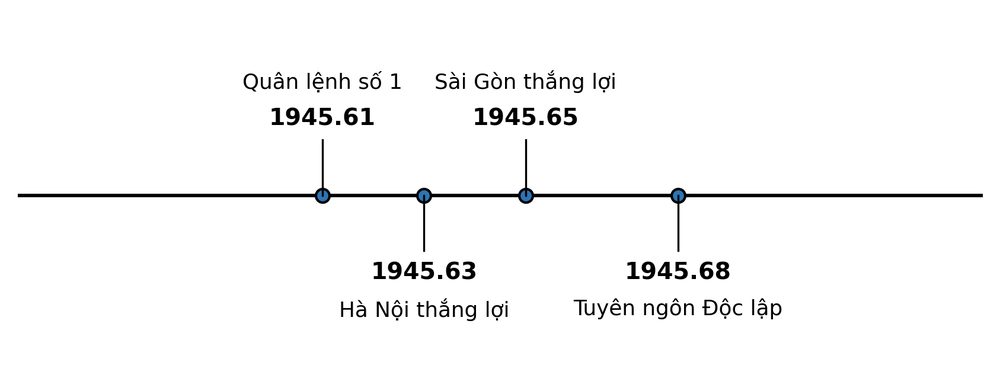 Quân lệnh số 1
1945.61
Sài Gòn thắng lợi
1945.65
1945.63
Hà Nội thắng lợi
1945.68
Tuyên ngôn Độc lập